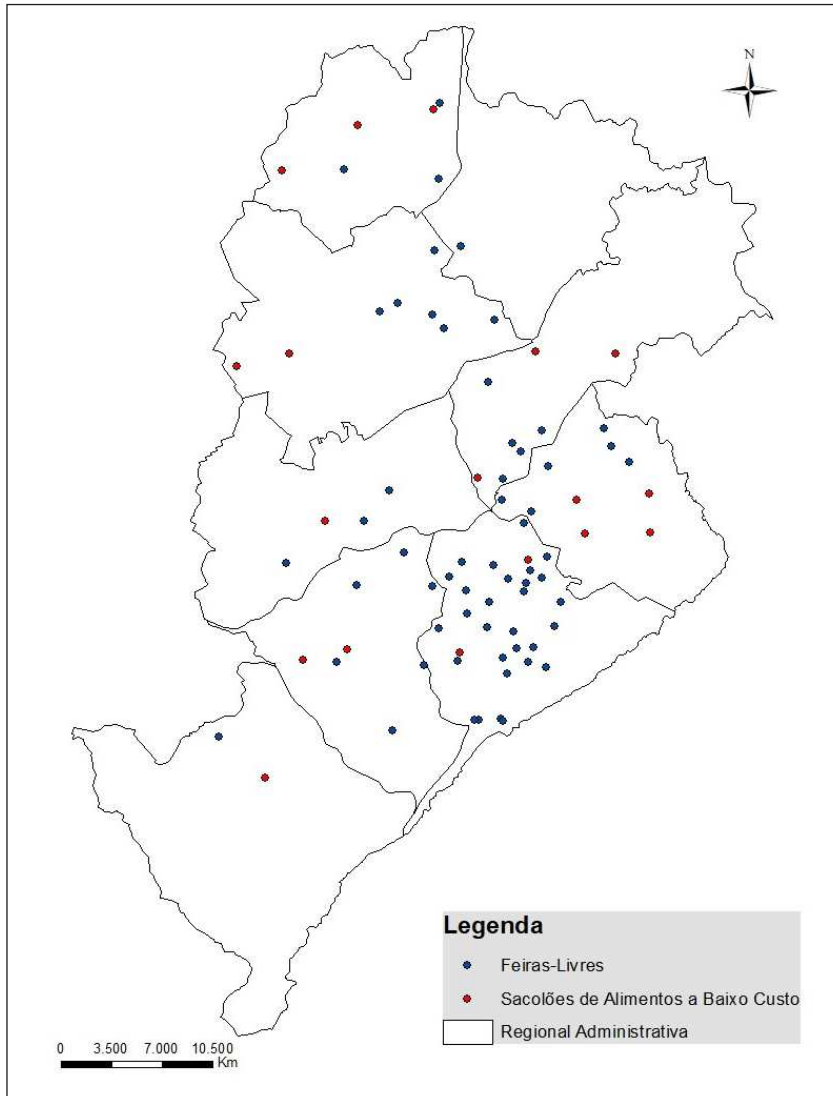 N
Legenda
Feiras-Livres
Sacolões de Alimentos a Baixo Custo
Regional Administrativa
0 3.500 7.000 10.500
Km